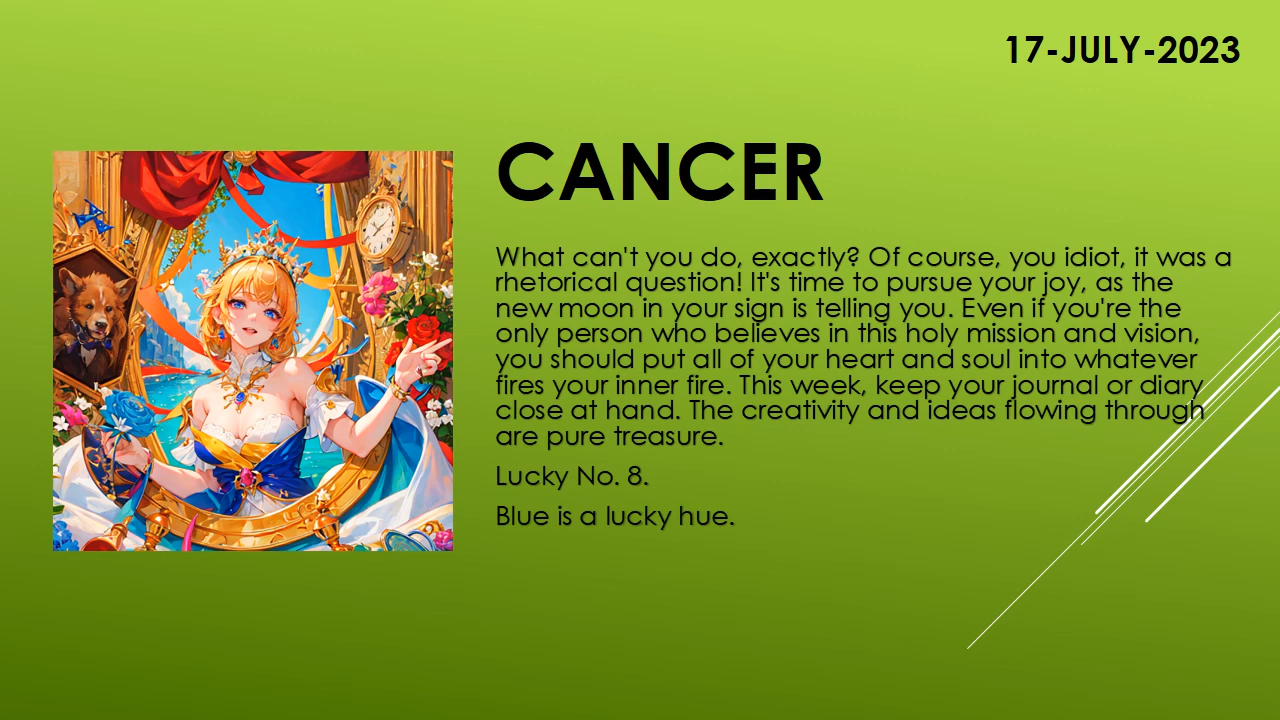 17-JULY-2023
CANCER
What can't you do, exactly? Of course, you idiot, it was a
rhetorical question! It's time to pursue your joy, as the
new moon in your sign is telling you. Even if you're the
only person who believes in this holy mission and vision,
you should put all of your heart and soul into whatever
fires your inner fire. This week, keep your journal or diary
close at hand. The creativity and ideas flowing through
are pure treasure.
Lucky No. 8.
Blue is a lucky hue.